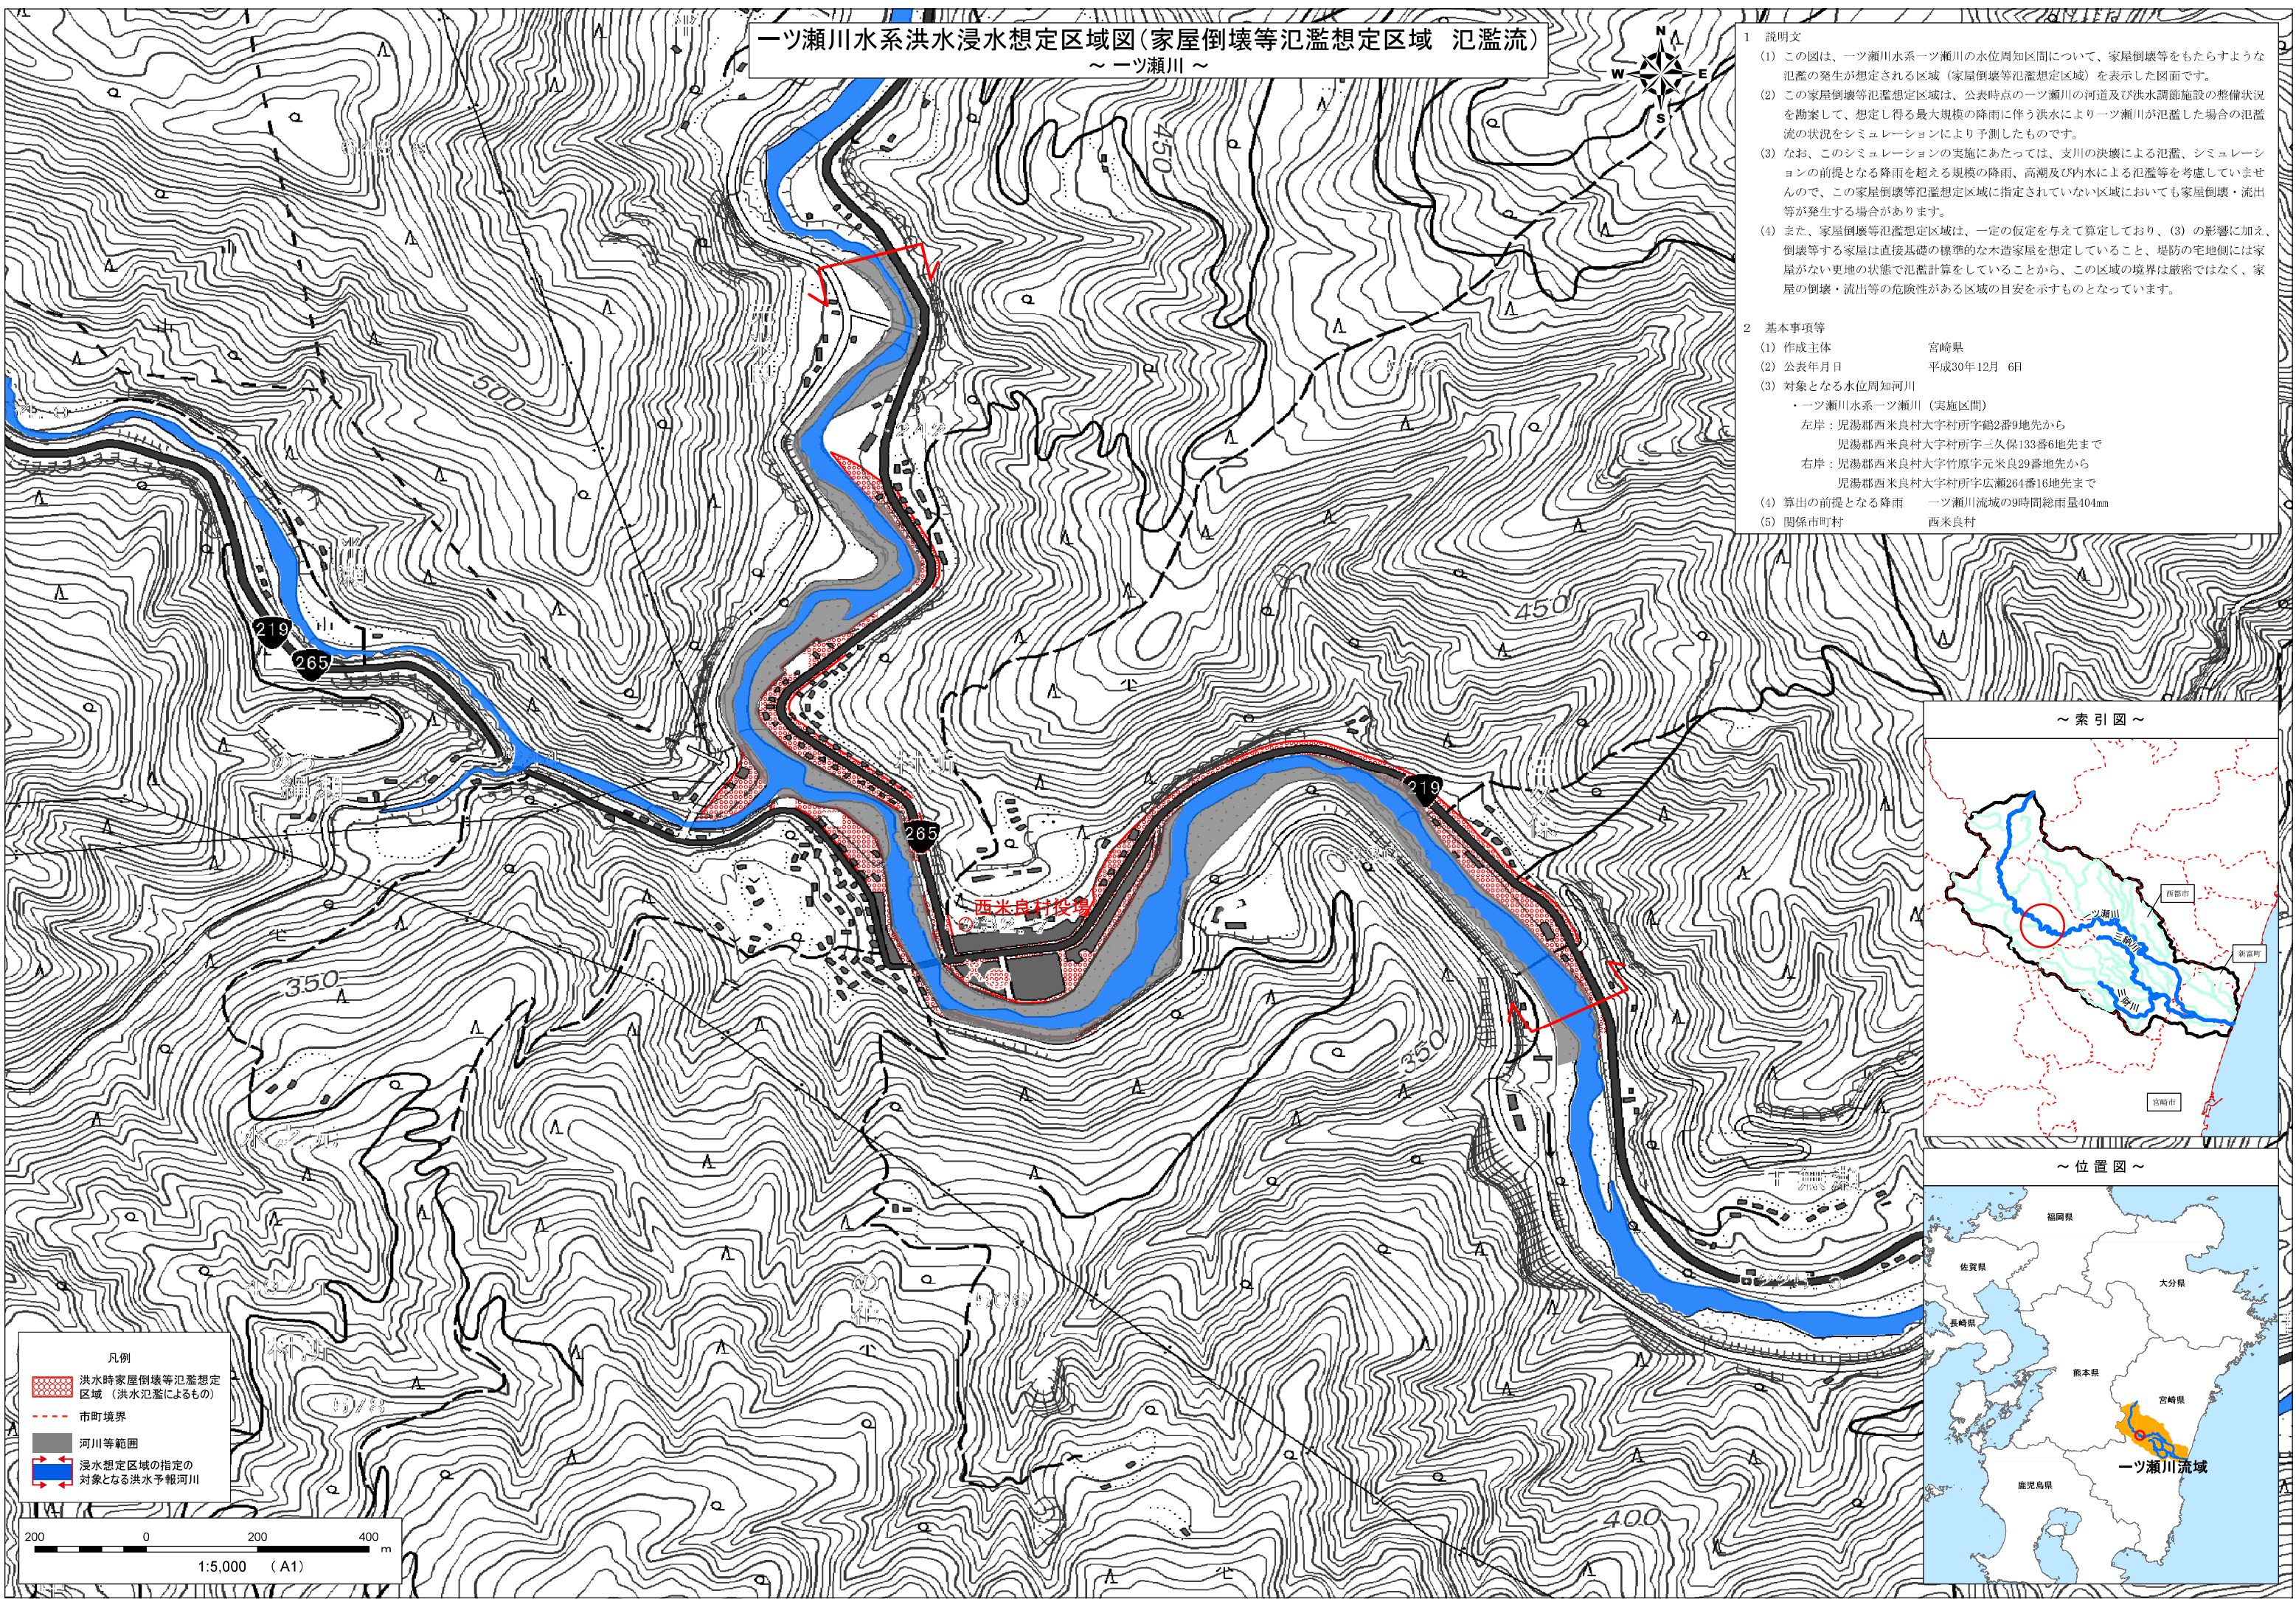 一ツ瀬川水系洪水浸水想定区域図（家屋倒壊等氾濫想定区域　氾濫流）
～ 一ツ瀬川 ～
N
W
E
S
1　説明文
(1) この図は、一ツ瀬川水系一ツ瀬川の水位周知区間について、家屋倒壊等をもたらすような
氾濫の発生が想定される区域（家屋倒壊等氾濫想定区域）を表示した図面です。
(2) この家屋倒壊等氾濫想定区域は、公表時点の一ツ瀬川の河道及び洪水調節施設の整備状況
を勘案して、想定し得る最大規模の降雨に伴う洪水により一ツ瀬川が氾濫した場合の氾濫
流の状況をシミュレーションにより予測したものです。
(3) なお、このシミュレーションの実施にあたっては、支川の決壊による氾濫、シミュレーシ
ョンの前提となる降雨を超える規模の降雨、高潮及び内水による氾濫等を考慮していませ
んので、この家屋倒壊等氾濫想定区域に指定されていない区域においても家屋倒壊・流出
等が発生する場合があります。
(4) また、家屋倒壊等氾濫想定区域は、一定の仮定を与えて算定しており、(3) の影響に加え、
倒壊等する家屋は直接基礎の標準的な木造家屋を想定していること、堤防の宅地側には家
屋がない更地の状態で氾濫計算をしていることから、この区域の境界は厳密ではなく、家
屋の倒壊・流出等の危険性がある区域の目安を示すものとなっています。
2　基本事項等
(1) 作成主体　宮崎県
(2) 公表年月日　平成30年12月 6日
(3) 対象となる水位周知河川
・一ツ瀬川水系一ツ瀬川（実施区間）
左岸：児湯郡西米良村大字村所字鶴2番9地先から
児湯郡西米良村大字村所字三久保133番6地先まで
右岸：児湯郡西米良村大字竹原字元米良29番地先から
児湯郡西米良村大字村所字広瀬264番16地先まで
(4) 算出の前提となる降雨　一ツ瀬川流域の9時間総雨量404mm
(5) 関係市町村　西米良村
450
500
450
219
265
219
265
村所
西米良村役場
350
350
400
村所
578
～ 索 引 図 ～
西都市
一ツ瀬川
三納川
新富町
三財川
宮崎市
～ 位 置 図 ～
福岡県
佐賀県
大分県
長崎県
熊本県
宮崎県
一ツ瀬川流域
鹿児島県
凡例
洪水時家屋倒壊等氾濫想定
区域 （洪水氾濫によるもの）
市町境界
河川等範囲
浸水想定区域の指定の
対象となる洪水予報河川
200 0 200 400
m
1:5,000 （A1）